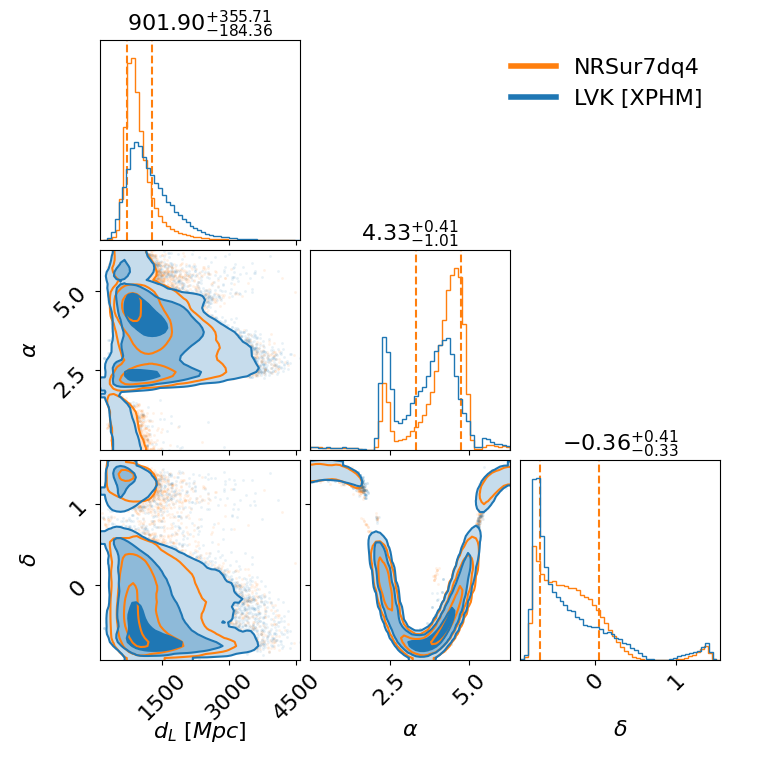 901.90+355.71−184.36
NRSur7dq4
LVK [XPHM]
4.33+0.41−1.01
α
5.0
2.5
−0.36+0.41−0.33
δ
1
0
1500
3000
4500
2.5
5.0
0
1
d_L [Mpc]
α
δ